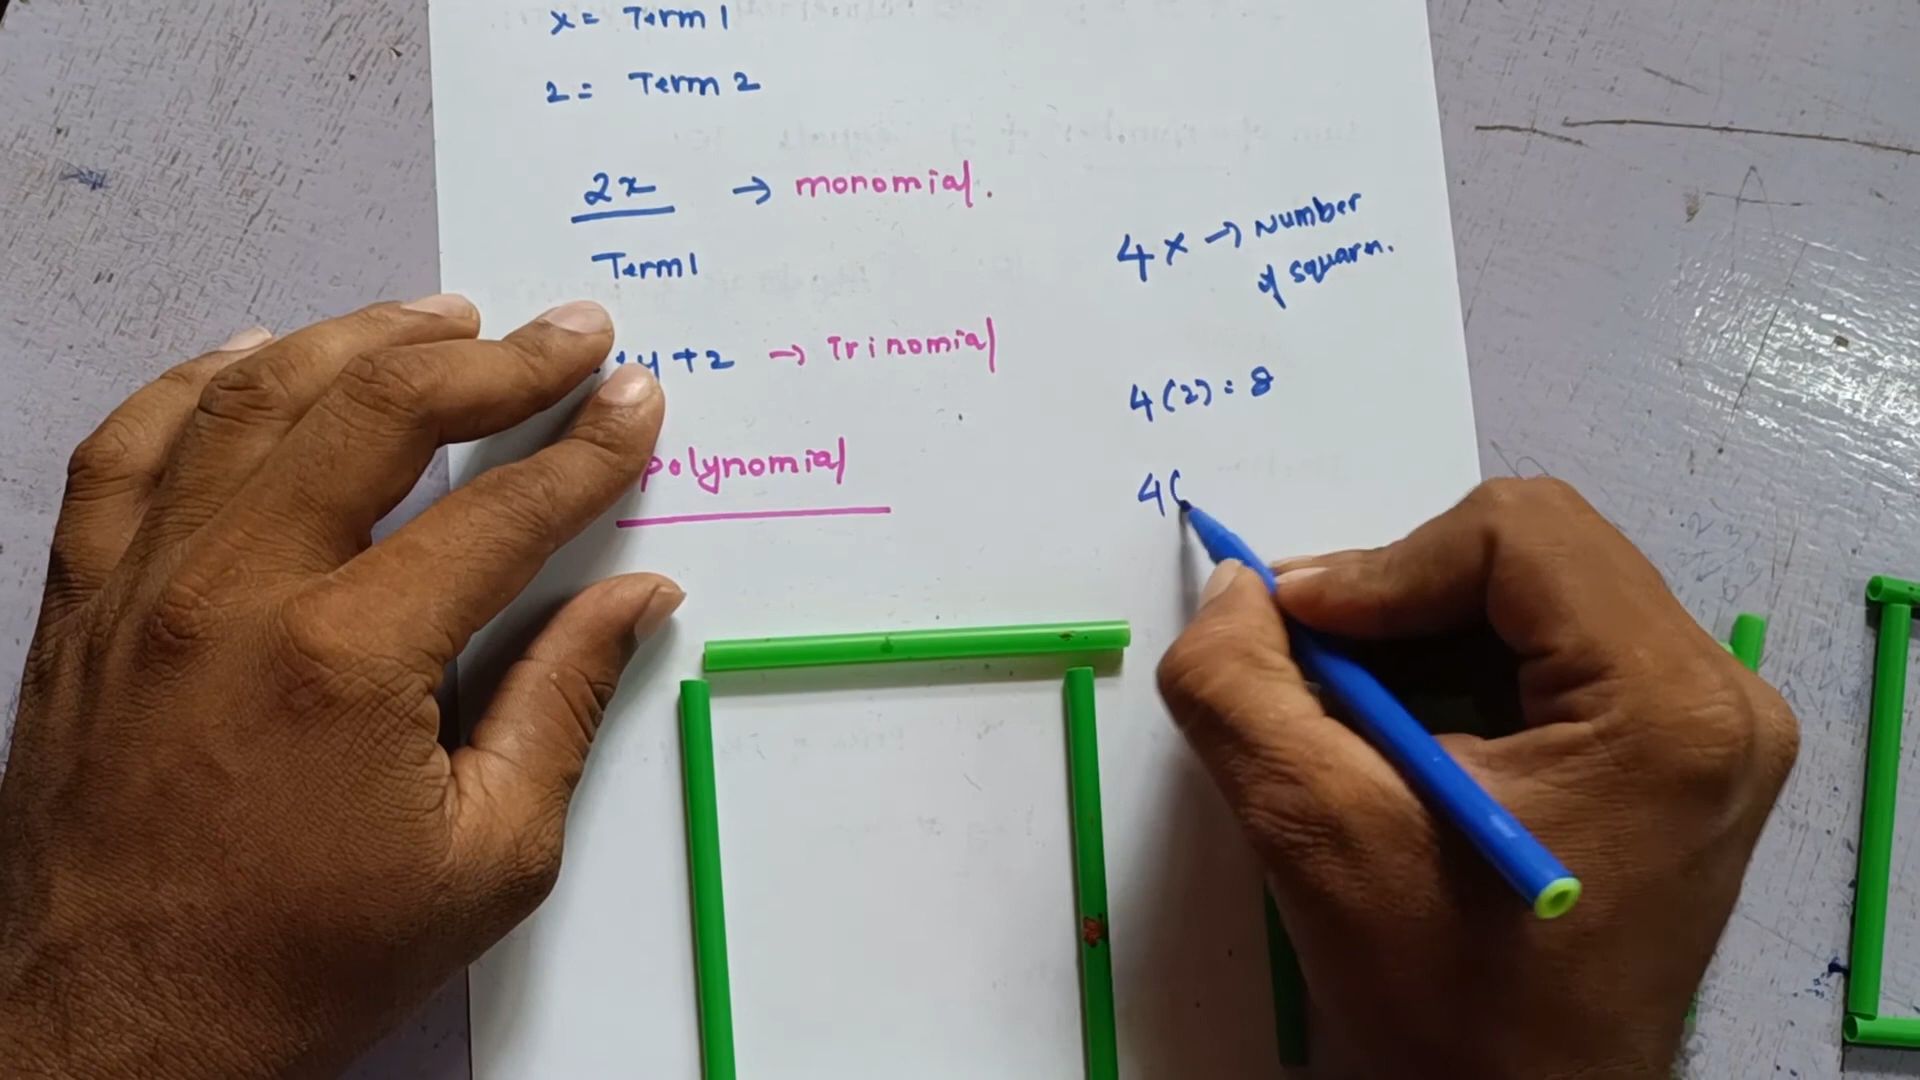 x = Term 1
2 = Term 2
2x → monomial.
Term 1
+y+2 → Trinomial
polynomial
4x → Number
of squares.
4(2) = 8
4(